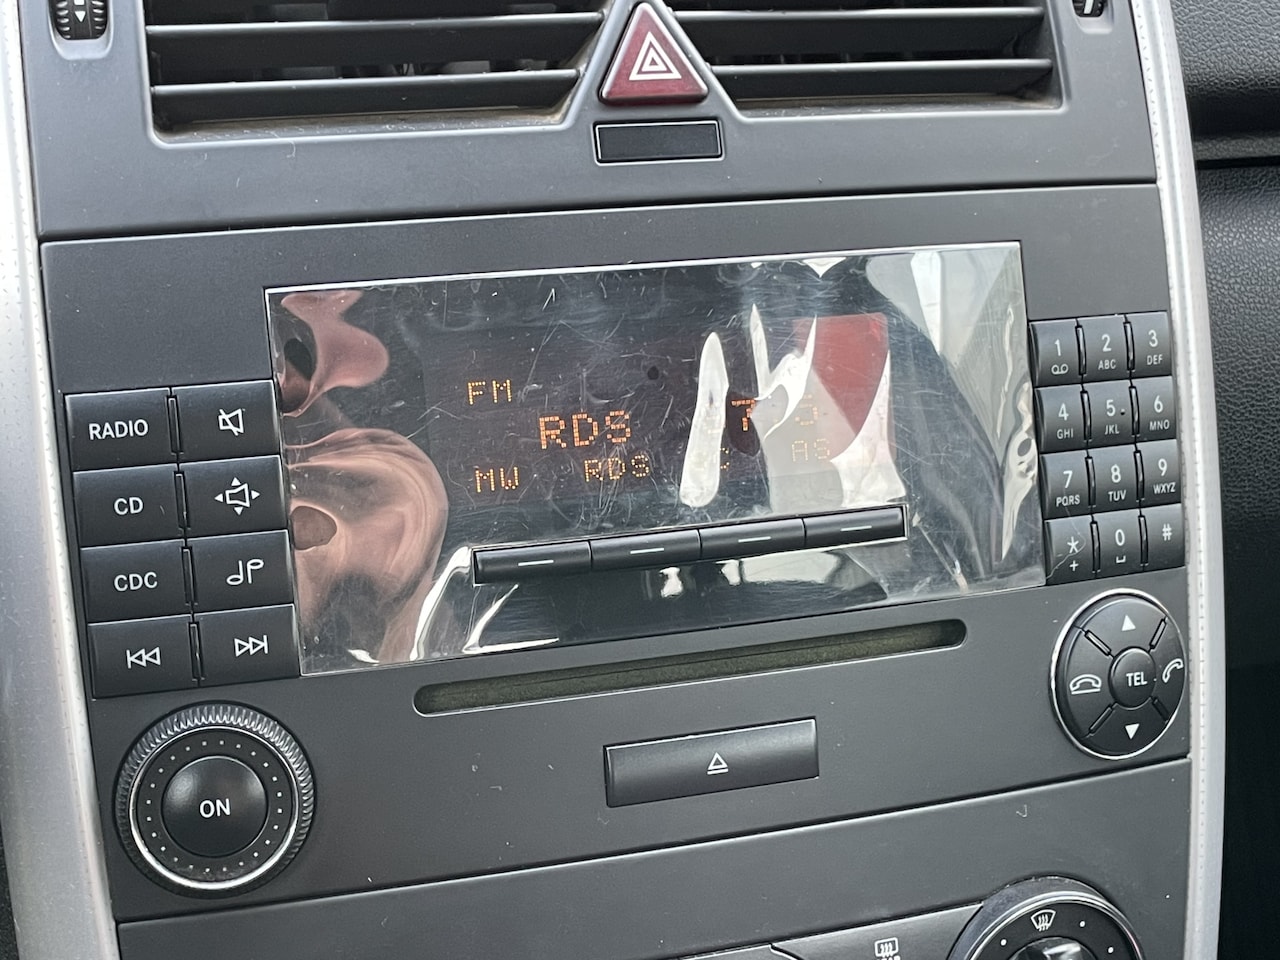 FM
RDS
MW RDS AS
RADIO
CD
CDC
ON
1
2 ABC
3 DEF
4 GHI
5 JKL
6 MNO
7 PQRS
8 TUV
9 WXYZ
* +
0
#
TEL